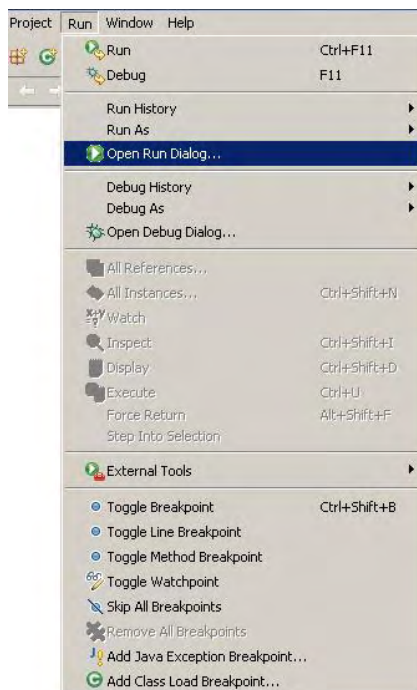 Project Run Window Help
Run Ctrl+F11
Debug F11
Run History
Run As
Open Run Dialog...
Debug History
Debug As
Open Debug Dialog...
All References...
All Instances... Ctrl+Shift+N
Watch
Inspect Ctrl+Shift+I
Display Ctrl+Shift+D
Execute Ctrl+U
Force Return Alt+Shift+F
Step Into Selection
External Tools
Toggle Breakpoint Ctrl+Shift+B
Toggle Line Breakpoint
Toggle Method Breakpoint
Toggle Watchpoint
Skip All Breakpoints
Remove All Breakpoints
Add Java Exception Breakpoint...
Add Class Load Breakpoint...